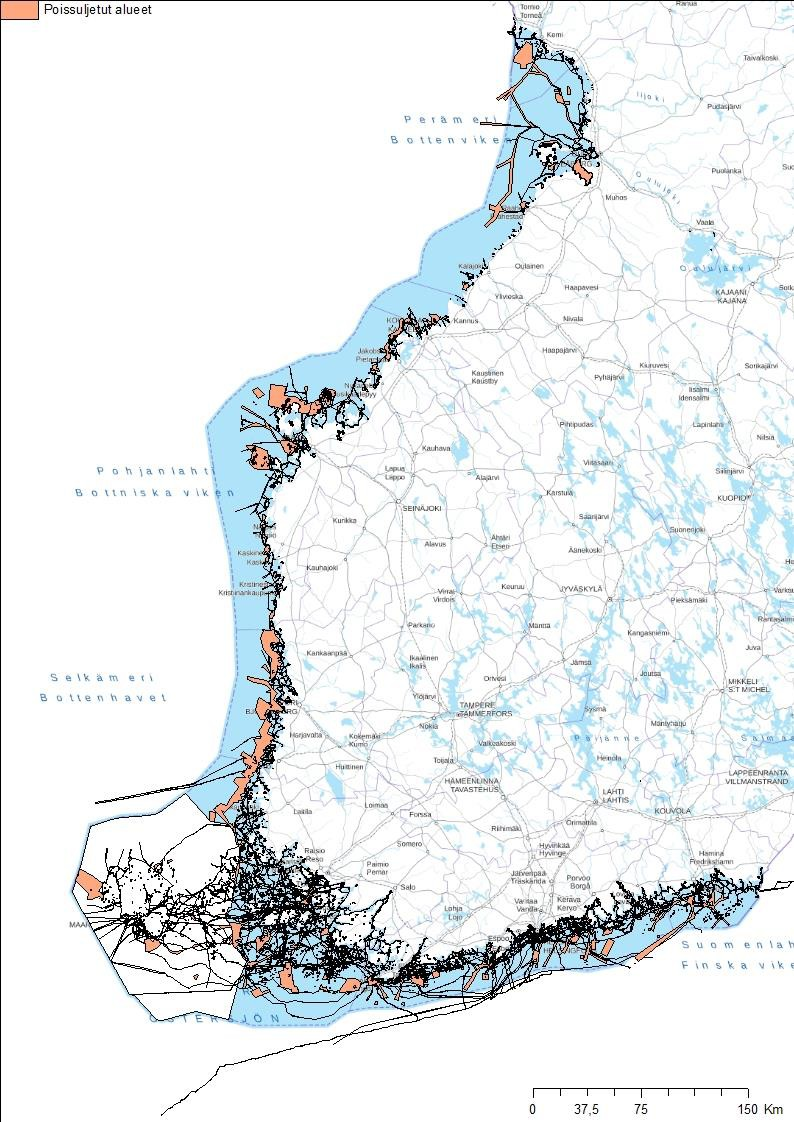 Poissuljetut alueet
Tornio
Torneå
Ranua
Kemi
Taivalkoski
Iijoki
Pudasjärvi
Perämeri
Bottenviken
Puolanka
Oulujoki
Muhos
Vaala
Oulujärvi
KAJAANI
KAJANA
Kalajoki
Oulainen
Haapavesi
Ylivieska
Kannus
Nivala
Haapajärvi
Kiuruvesi
Sonkajärvi
Pyhäjärvi
Kaustinen
Kaustby
Iisalmi
Idensalmi
Pihtipudas
Lapinlahti
Nilsiä
Kauhava
Viitasaari
Siilinjärvi
Pohjanlahti
Bottniska viken
Lapua
Lappo
Alajärvi
Karstula
KUOPIO
SEINÄJOKI
Kurikka
Saarijärvi
Suonenjoki
Alavus
Ähtäri
Etseri
Äänekoski
Kauhajoki
Keuruu
JYVÄSKYLÄ
Virrat
Virdois
Pieksämäki
Parkano
Mänttä
Kangasniemi
Kankaanpää
Ikaalinen
Ikalis
Jämsä
Juva
Joutsa
Selkämeri
Bottenhavet
Orivesi
MIKKELI
S:T MICHEL
Ylöjärvi
TAMPERE
TAMMERFORS
Sysmä
Mäntyharju
Nokia
Harjavalta
Kokemäki
Kumo
Valkeakoski
Päijänne
Heinola
Huittinen
Toijala
HÄMEENLINNA
TAVASTEHUS
LAPPEENRANTA
VILLMANSTRAND
LAHTI
LAHTIS
KOUVOLA
Laitila
Loimaa
Forssa
Orimattila
Riihimäki
Somero
Hyvinkää
Hyvinge
Raisio
Reso
Paimio
Pemar
Hamina
Fredrikshamn
Järvenpää
Träskända
Porvoo
Borgå
Salo
Vantaa
Vanda
Kerava
Kervo
Lohja
Lojo
Espoo
Finska viken
ÖSTERSJÖN
0 37,5 75 150 Km